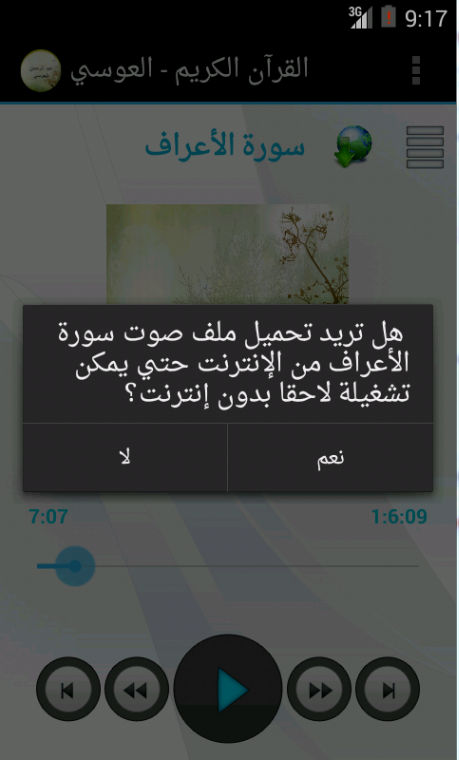 3G 9:17
القرآن الكريم - العوسي
سورة الأعراف
هل تريد تحميل ملف صوت سورة
الأعراف من الإنترنت حتي يمكن
تشغيلة لاحقا بدون إنترنت؟
نعم
لا
7:07
1:6:09